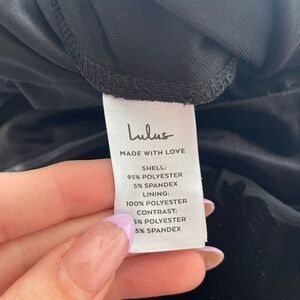 Lulus
MADE WITH LOVE
SHELL:
95% POLYESTER
5% SPANDEX
LINING:
100% POLYESTER
CONTRAST:
5% POLYESTER
5% SPANDEX